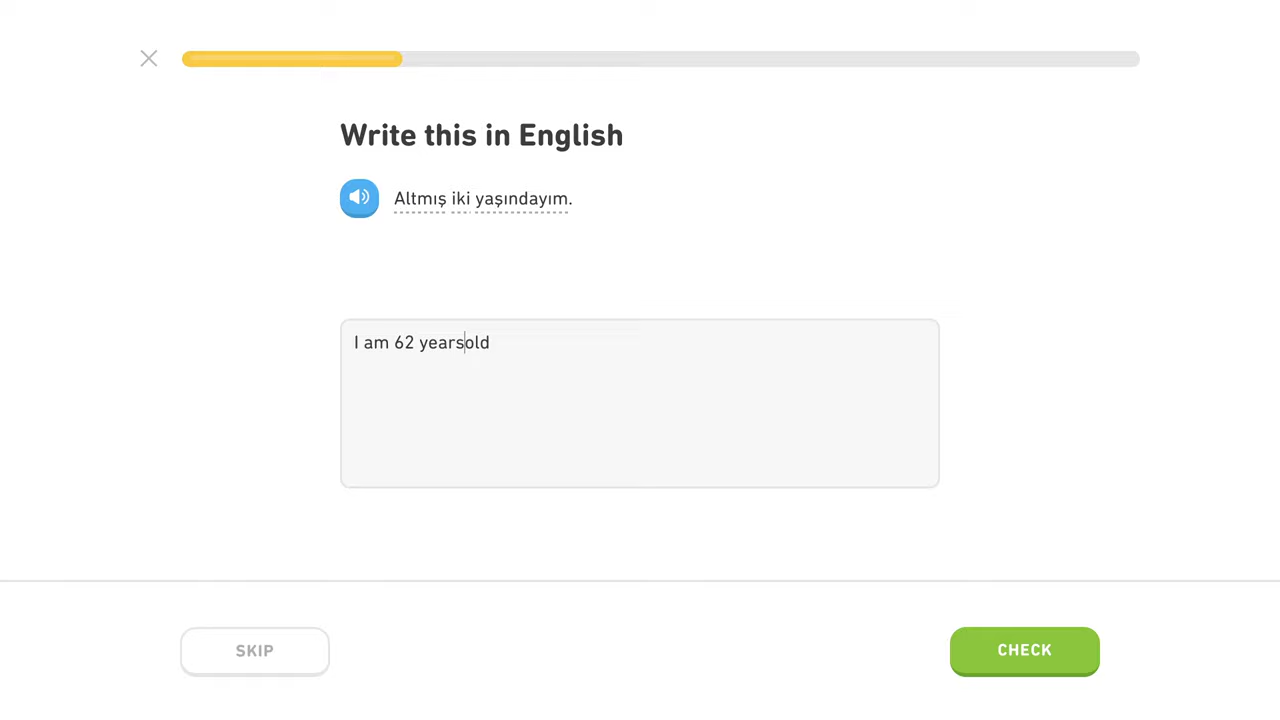 Write this in English
Altmış iki yaşındayım.
I am 62 yearsold
SKIP
CHECK